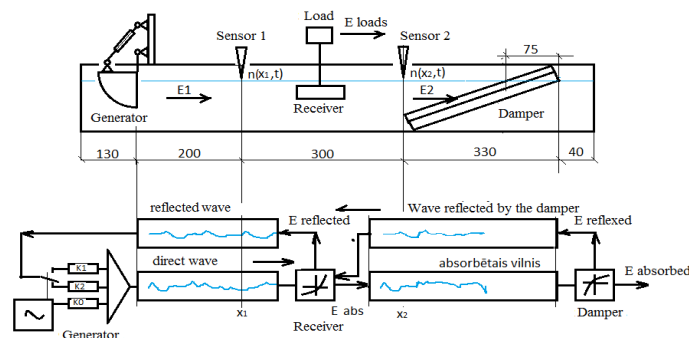 Load
E loads
Sensor 1
Sensor 2
75
n(x₁,t)
n(x₂,t)
E1
E2
Generator
Receiver
Damper
130
200
300
330
40
reflected wave
E reflected
Wave reflected by the damper
E reflexed
direct wave
absorbētais vilnis
E absorbed
K1
K2
K0
x₁
E abs
x₂
Generator
Receiver
Damper